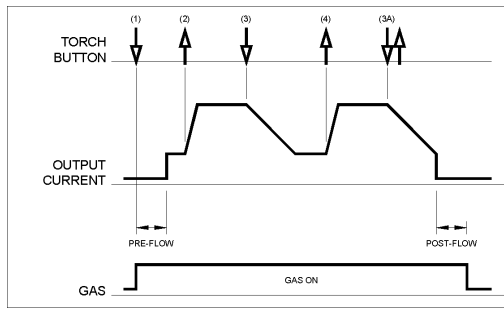 (1) (2) (3) (4) (3A)
TORCH
BUTTON
OUTPUT
CURRENT
PRE-FLOW POST-FLOW
GAS ON
GAS